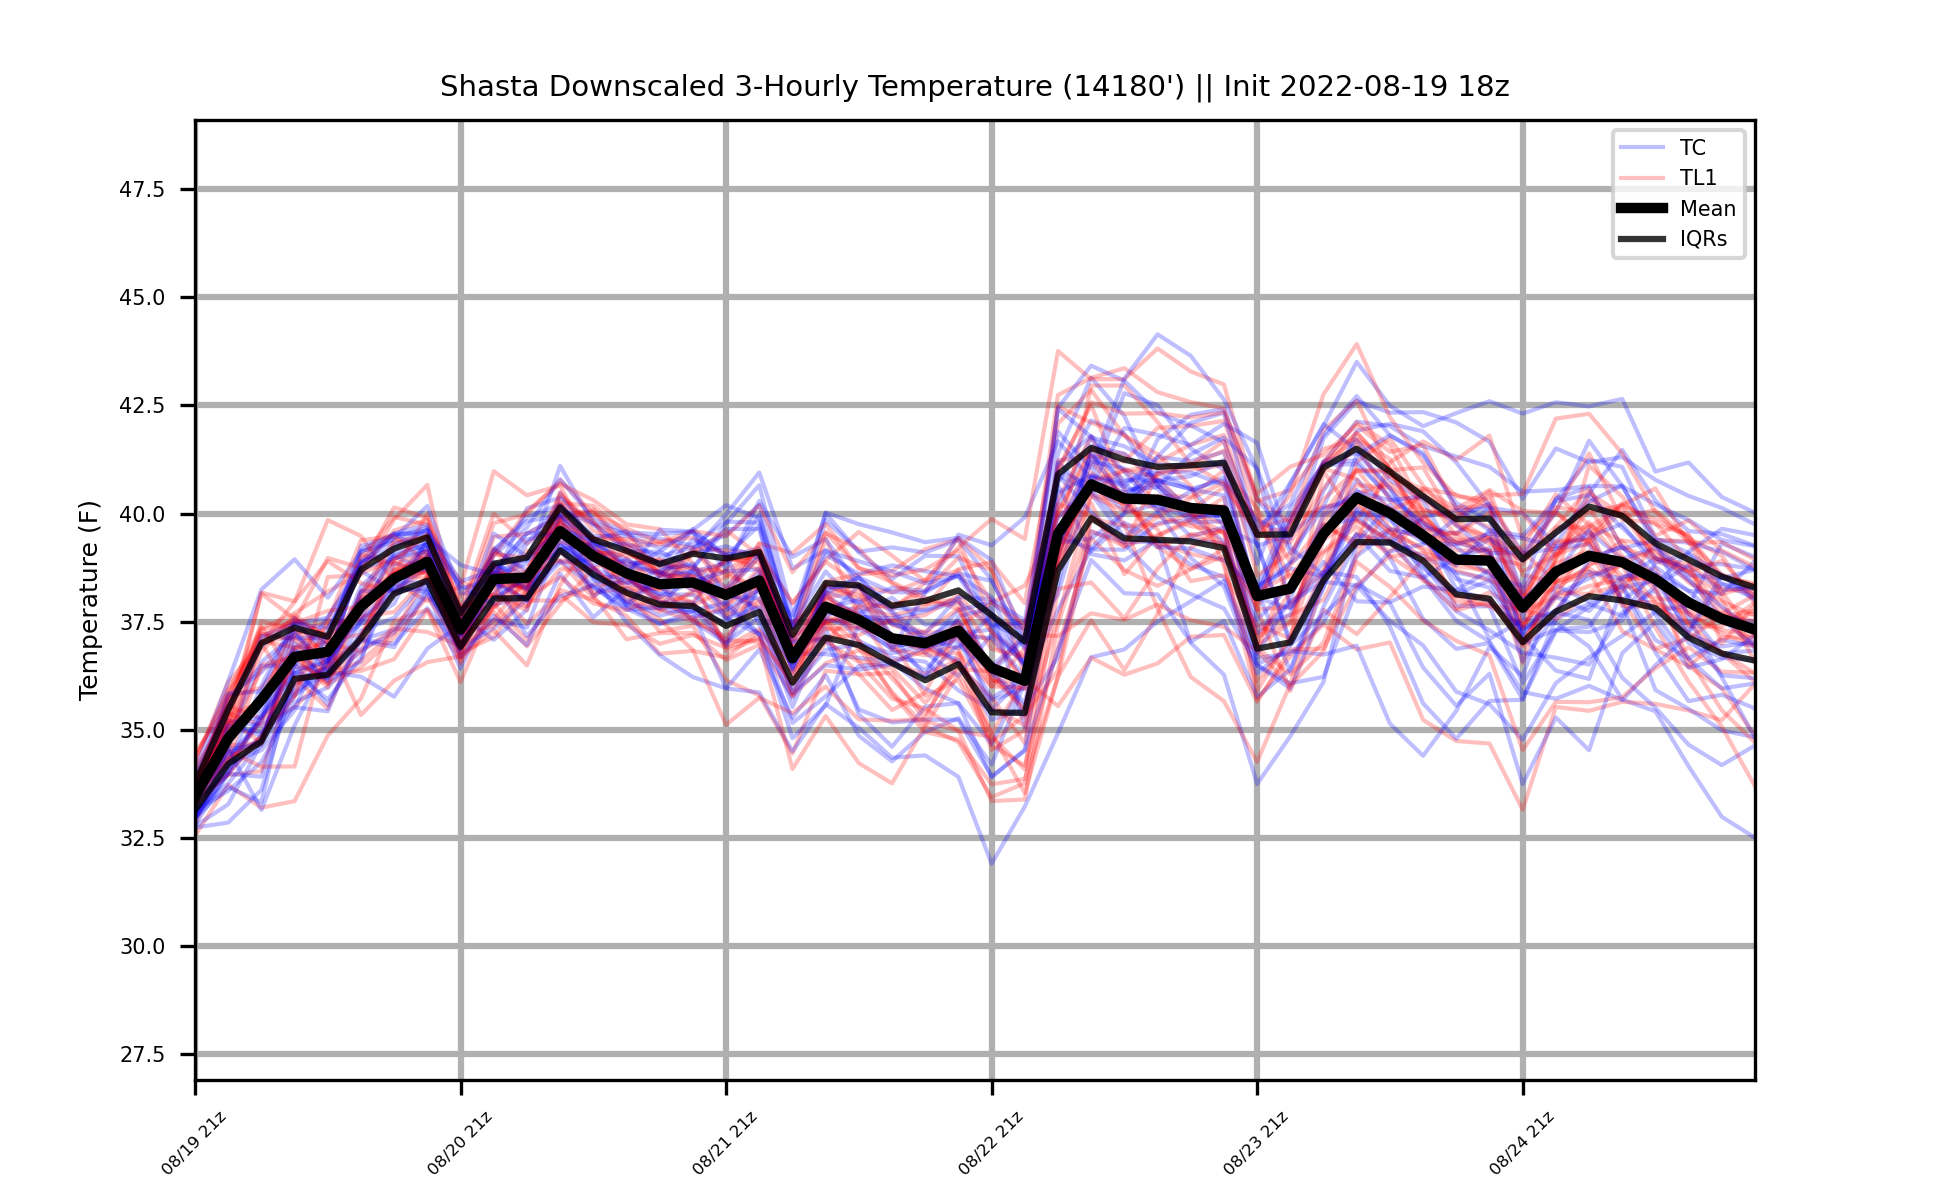 Shasta Downscaled 3-Hourly Temperature (14180') || Init 2022-08-19 18z
TC
TL1
Mean
IQRs
Temperature (F)
47.5
45.0
42.5
40.0
37.5
35.0
32.5
30.0
27.5
08/19 21z
08/20 21z
08/21 21z
08/22 21z
08/23 21z
08/24 21z